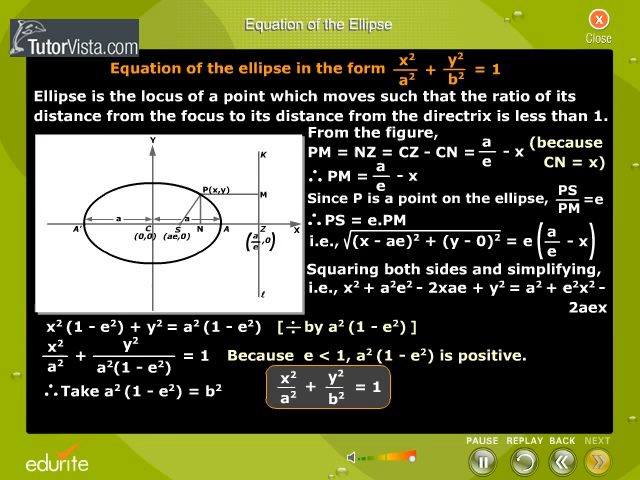 Equation of the Ellipse
X
Close
TutorVista.com
Equation of the ellipse in the form x²/a² + y²/b² = 1
Ellipse is the locus of a point which moves such that the ratio of its
distance from the focus to its distance from the directrix is less than 1.
Y
K
P(x,y)
M
a
a
A'
C
S
N
A
Z
X
(0,0)
(ae,0)
(a/e,0)
ℓ
From the figure,
PM = NZ = CZ - CN = a/e - x (because
CN = x)
∴ PM = a/e - x
Since P is a point on the ellipse, PS/PM = e
∴ PS = e.PM
i.e., √((x - ae)² + (y - 0)²) = e (a/e - x)
Squaring both sides and simplifying,
i.e., x² + a²e² - 2xae + y² = a² + e²x² -
2aex
x² (1 - e²) + y² = a² (1 - e²) [ ÷ by a² (1 - e²) ]
x²/a² + y²/a²(1 - e²) = 1 Because e < 1, a² (1 - e²) is positive.
∴ Take a² (1 - e²) = b²
x²/a² + y²/b² = 1
edurite
PAUSE REPLAY BACK NEXT